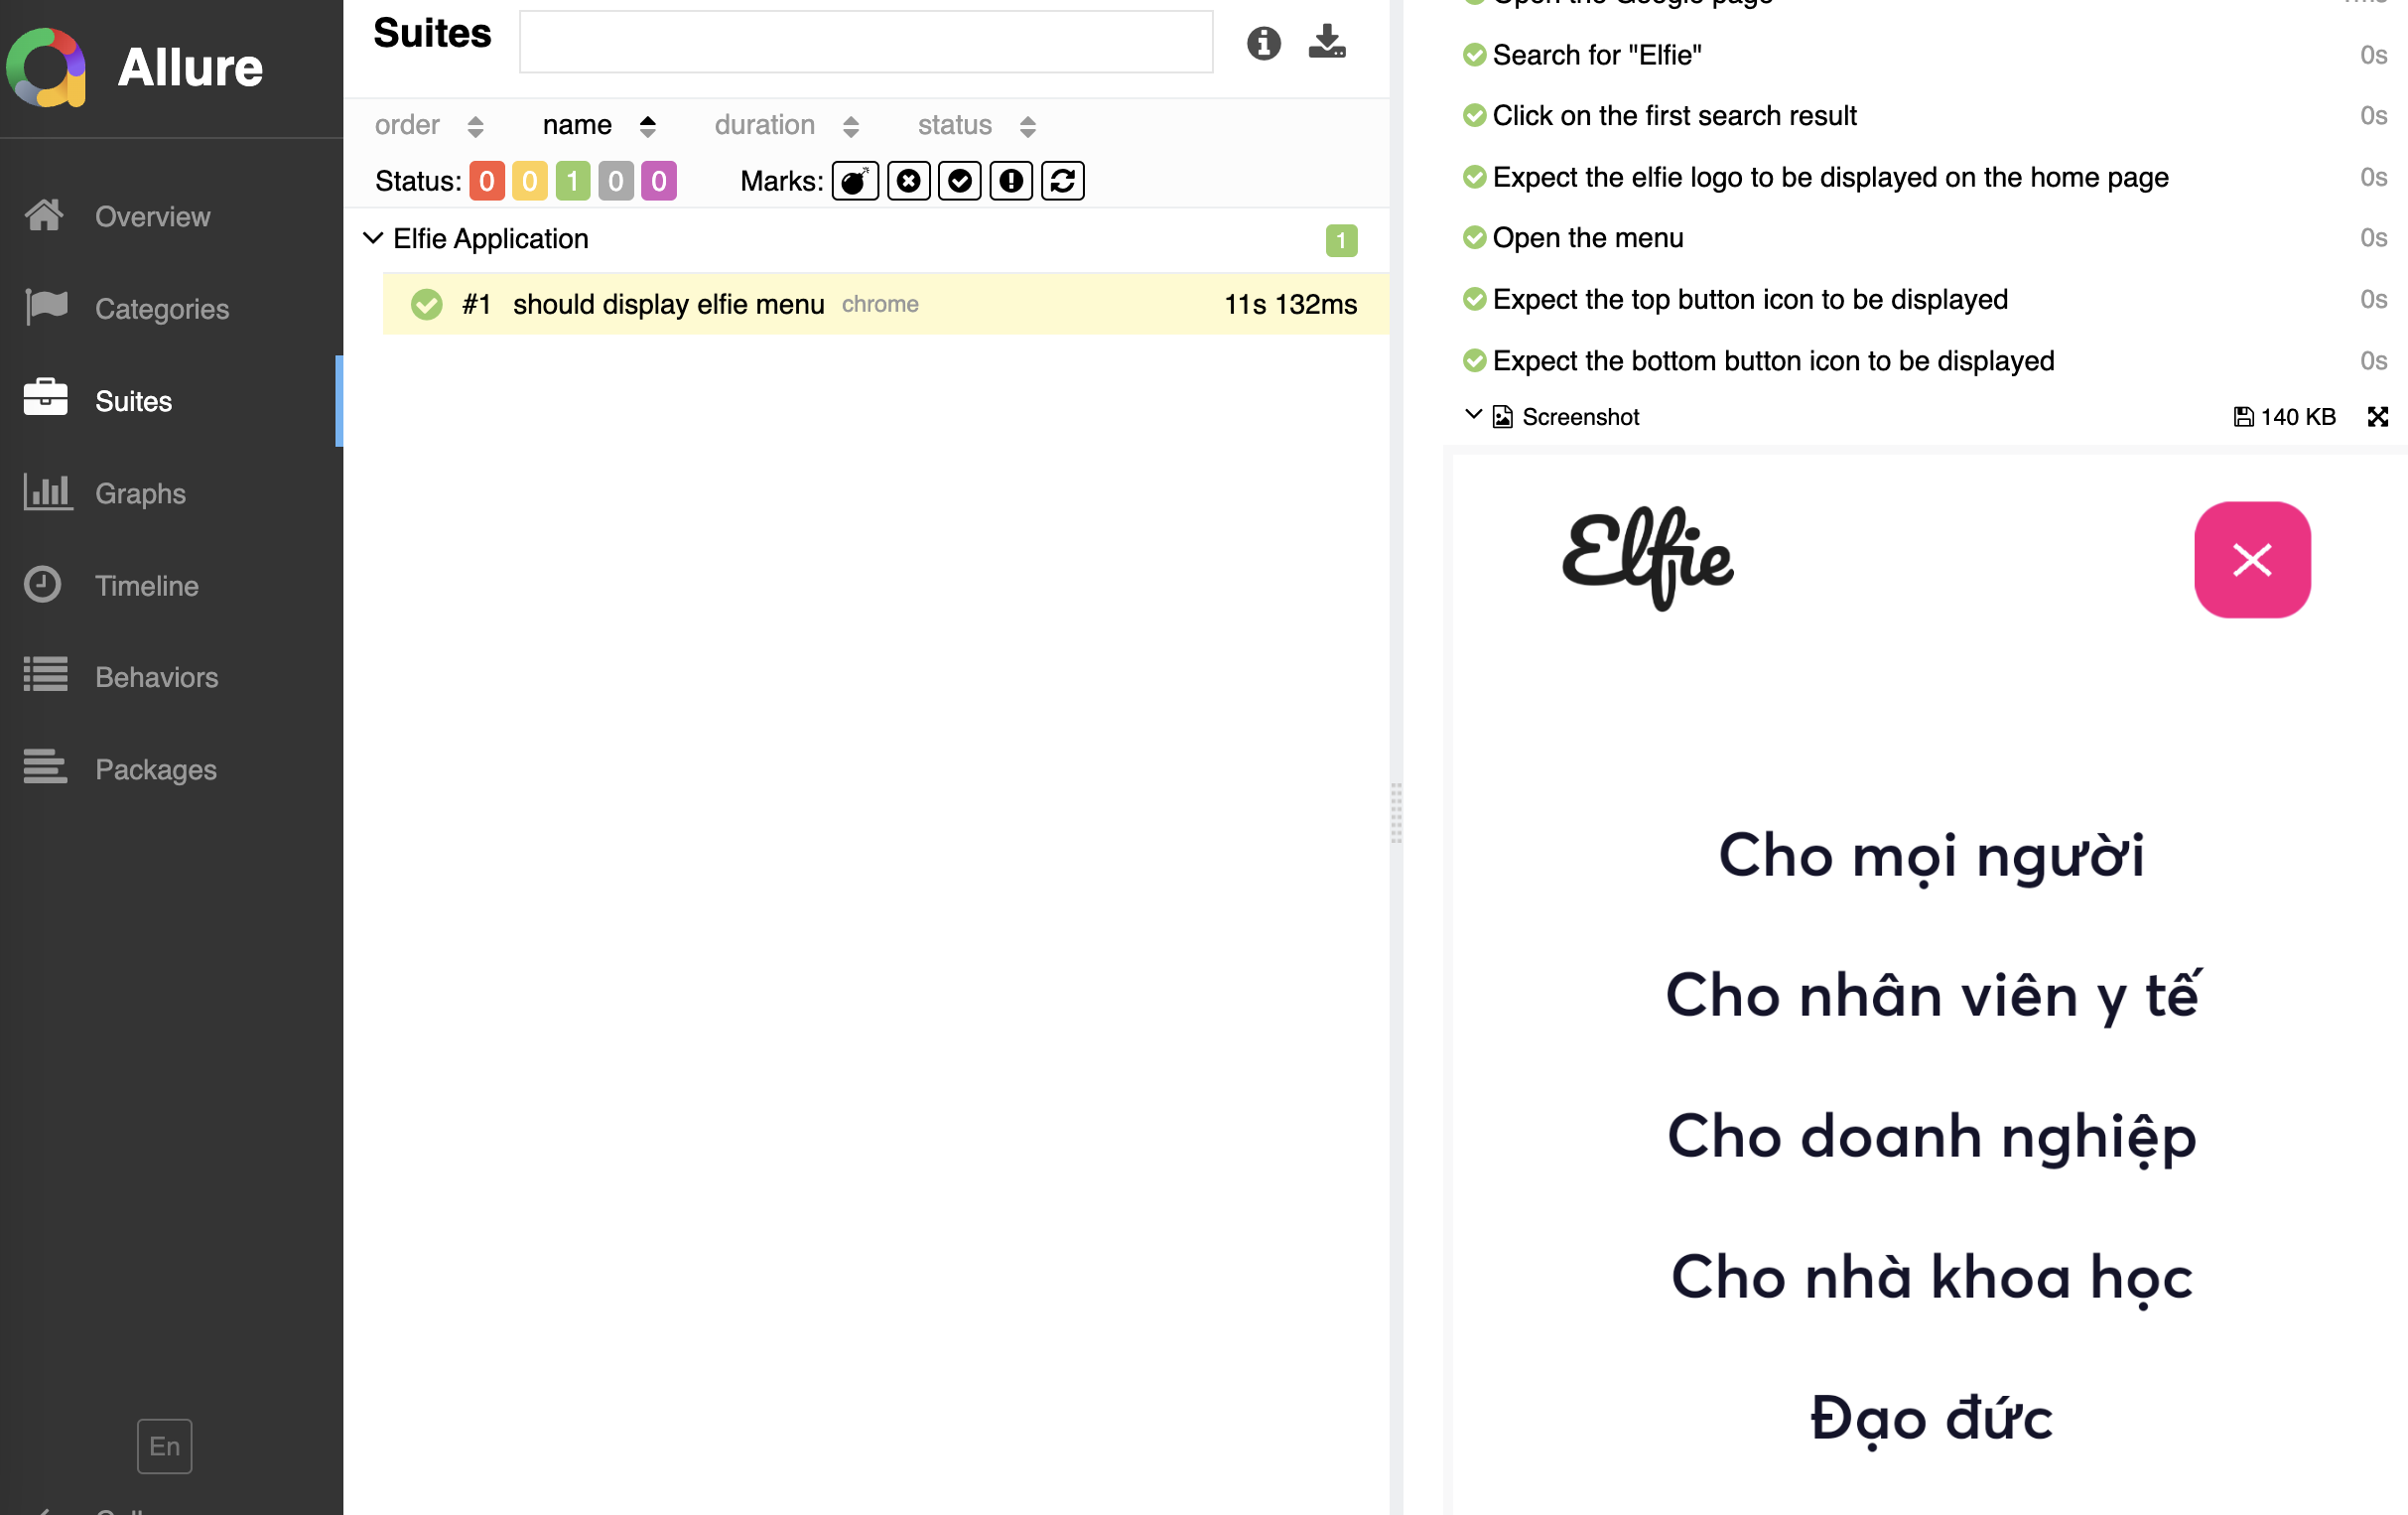 Allure
Overview
Categories
Suites
Graphs
Timeline
Behaviors
Packages
En
Suites
order name duration status
Status: 0 0 1 0 0 Marks:
Elfie Application 1
#1 should display elfie menu chrome 11s 132ms
Open the Google page
Search for "Elfie" 0s
Click on the first search result 0s
Expect the elfie logo to be displayed on the home page 0s
Open the menu 0s
Expect the top button icon to be displayed 0s
Expect the bottom button icon to be displayed 0s
Screenshot 140 KB
Elfie
Cho mọi người
Cho nhân viên y tế
Cho doanh nghiệp
Cho nhà khoa học
Đạo đức